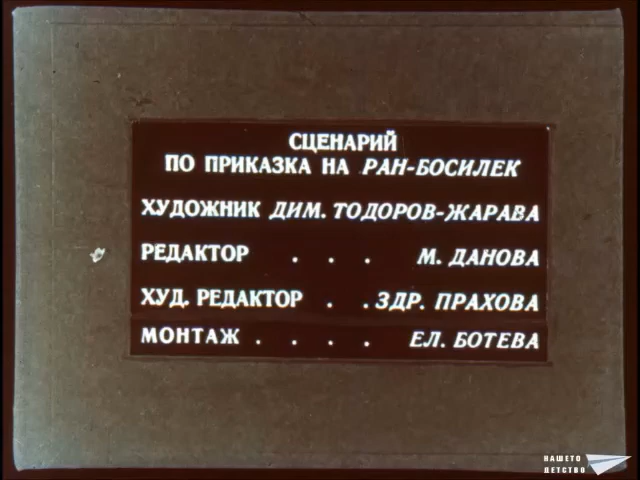 СЦЕНАРИЙ
ПО ПРИКАЗКА НА РАН-БОСИЛЕК
ХУДОЖНИК ДИМ. ТОДОРОВ-ЖАРАВА
РЕДАКТОР . . . М. ДАНОВА
ХУД. РЕДАКТОР . . ЗДР. ПРАХОВА
МОНТАЖ . . . . ЕЛ. БОТЕВА
НАШЕТО
ДЕТСТВО